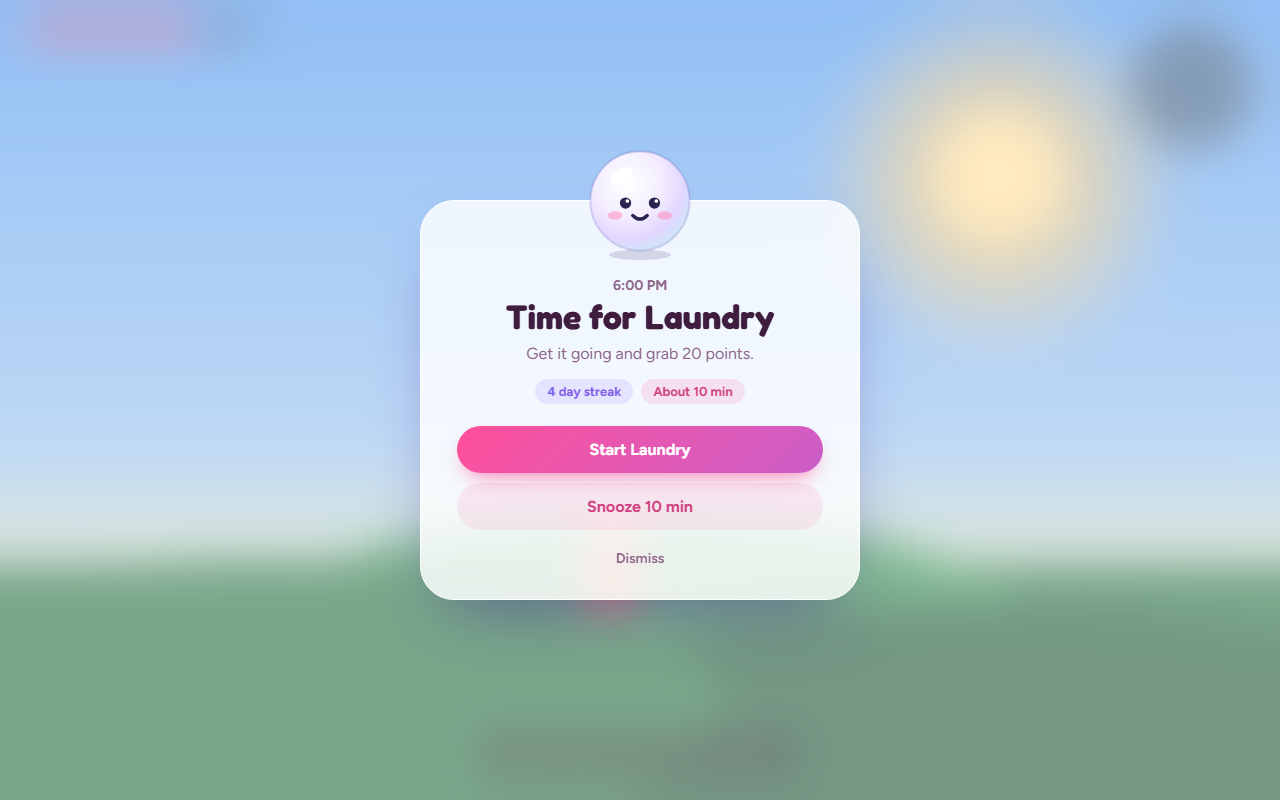 6:00 PM
Time for Laundry
Get it going and grab 20 points.
4 day streak
About 10 min
Start Laundry
Snooze 10 min
Dismiss